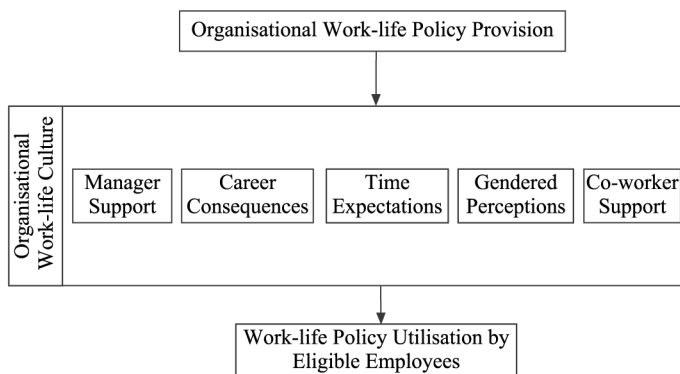 Organisational Work-life Policy Provision
Organisational
Work-life Culture
Manager
Support
Career
Consequences
Time
Expectations
Gendered
Perceptions
Co-worker
Support
Work-life Policy Utilisation by
Eligible Employees